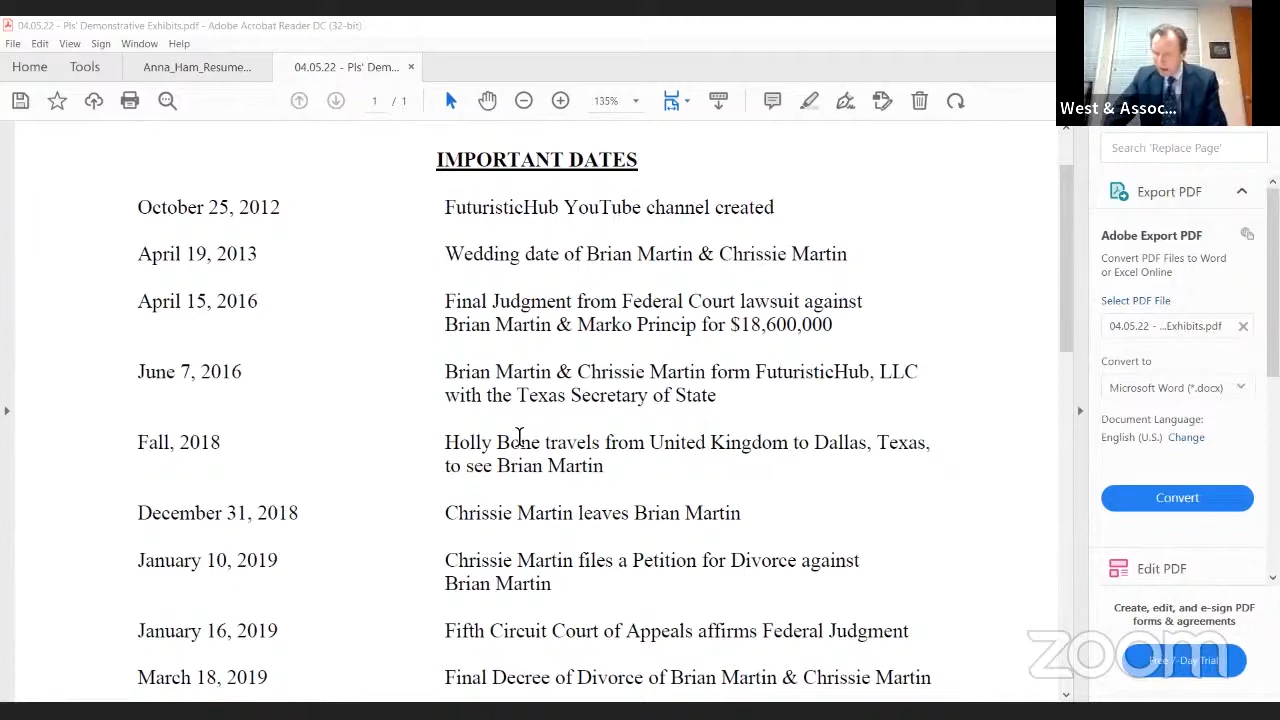 04.05.22 - Pls' Demonstrative Exhibits.pdf - Adobe Acrobat Reader DC (32-bit)
File Edit View Sign Window Help
Home Tools Anna_Ham_Resume... 04.05.22 - Pls' Dem... ×
1 / 1 135%
West & Assoc...
IMPORTANT DATES
October 25, 2012 FuturisticHub YouTube channel created
April 19, 2013 Wedding date of Brian Martin & Chrissie Martin
April 15, 2016 Final Judgment from Federal Court lawsuit against
Brian Martin & Marko Princip for $18,600,000
June 7, 2016 Brian Martin & Chrissie Martin form FuturisticHub, LLC
with the Texas Secretary of State
Fall, 2018 Holly Bone travels from United Kingdom to Dallas, Texas,
to see Brian Martin
December 31, 2018 Chrissie Martin leaves Brian Martin
January 10, 2019 Chrissie Martin files a Petition for Divorce against
Brian Martin
January 16, 2019 Fifth Circuit Court of Appeals affirms Federal Judgment
March 18, 2019 Final Decree of Divorce of Brian Martin & Chrissie Martin
Search 'Replace Page'
Export PDF
Adobe Export PDF
Convert PDF Files to Word
or Excel Online
Select PDF File
04.05.22 - ...Exhibits.pdf ×
Convert to
Microsoft Word (*.docx)
Document Language:
English (U.S.) Change
Convert
Edit PDF
Create, edit, and e-sign PDF
forms & agreements
Free 7-Day Trial
zoom